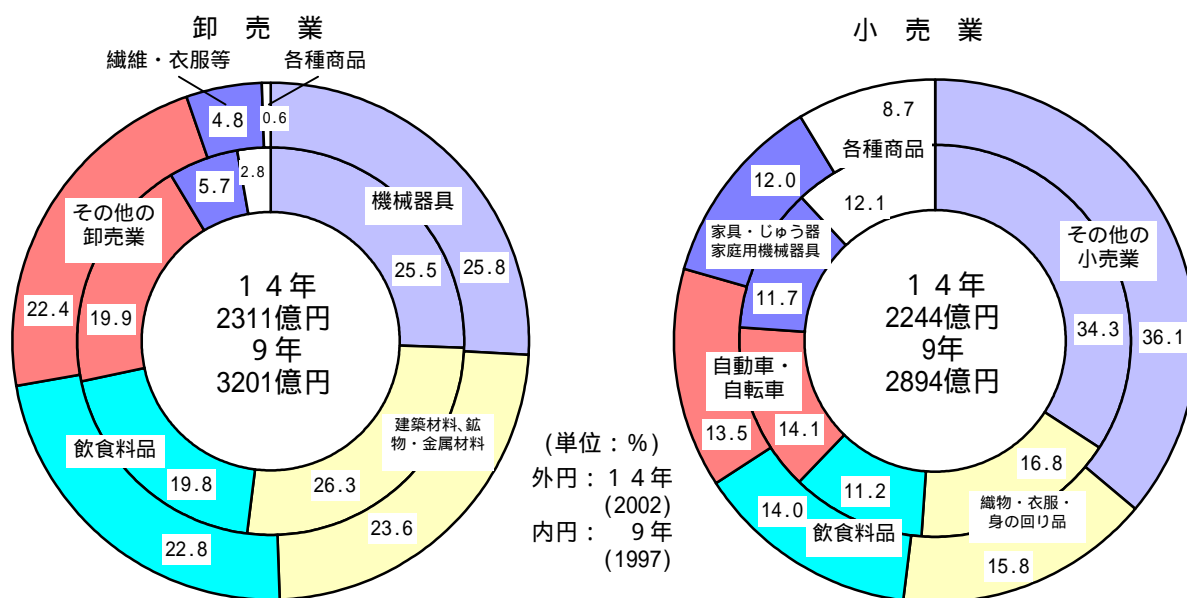 卸 売 業
繊維・衣服等
各種商品
4.8
0.6
5.7
2.8
機械器具
25.5
25.8
その他の
卸売業
22.4
19.9
14年
2311億円
9年
3201億円
建築材料、鉱
物・金属材料
26.3
23.6
飲食料品
19.8
22.8
(単位：%)
外円：14年
(2002)
内円： 9年
(1997)
小 売 業
8.7
各種商品
12.1
12.0
家具・じゅう器
家庭用機械器具
11.7
その他の
小売業
34.3
36.1
14年
2244億円
9年
2894億円
自動車・
自転車
13.5
14.1
16.8
織物・衣服・
身の回り品
15.8
11.2
14.0
飲食料品